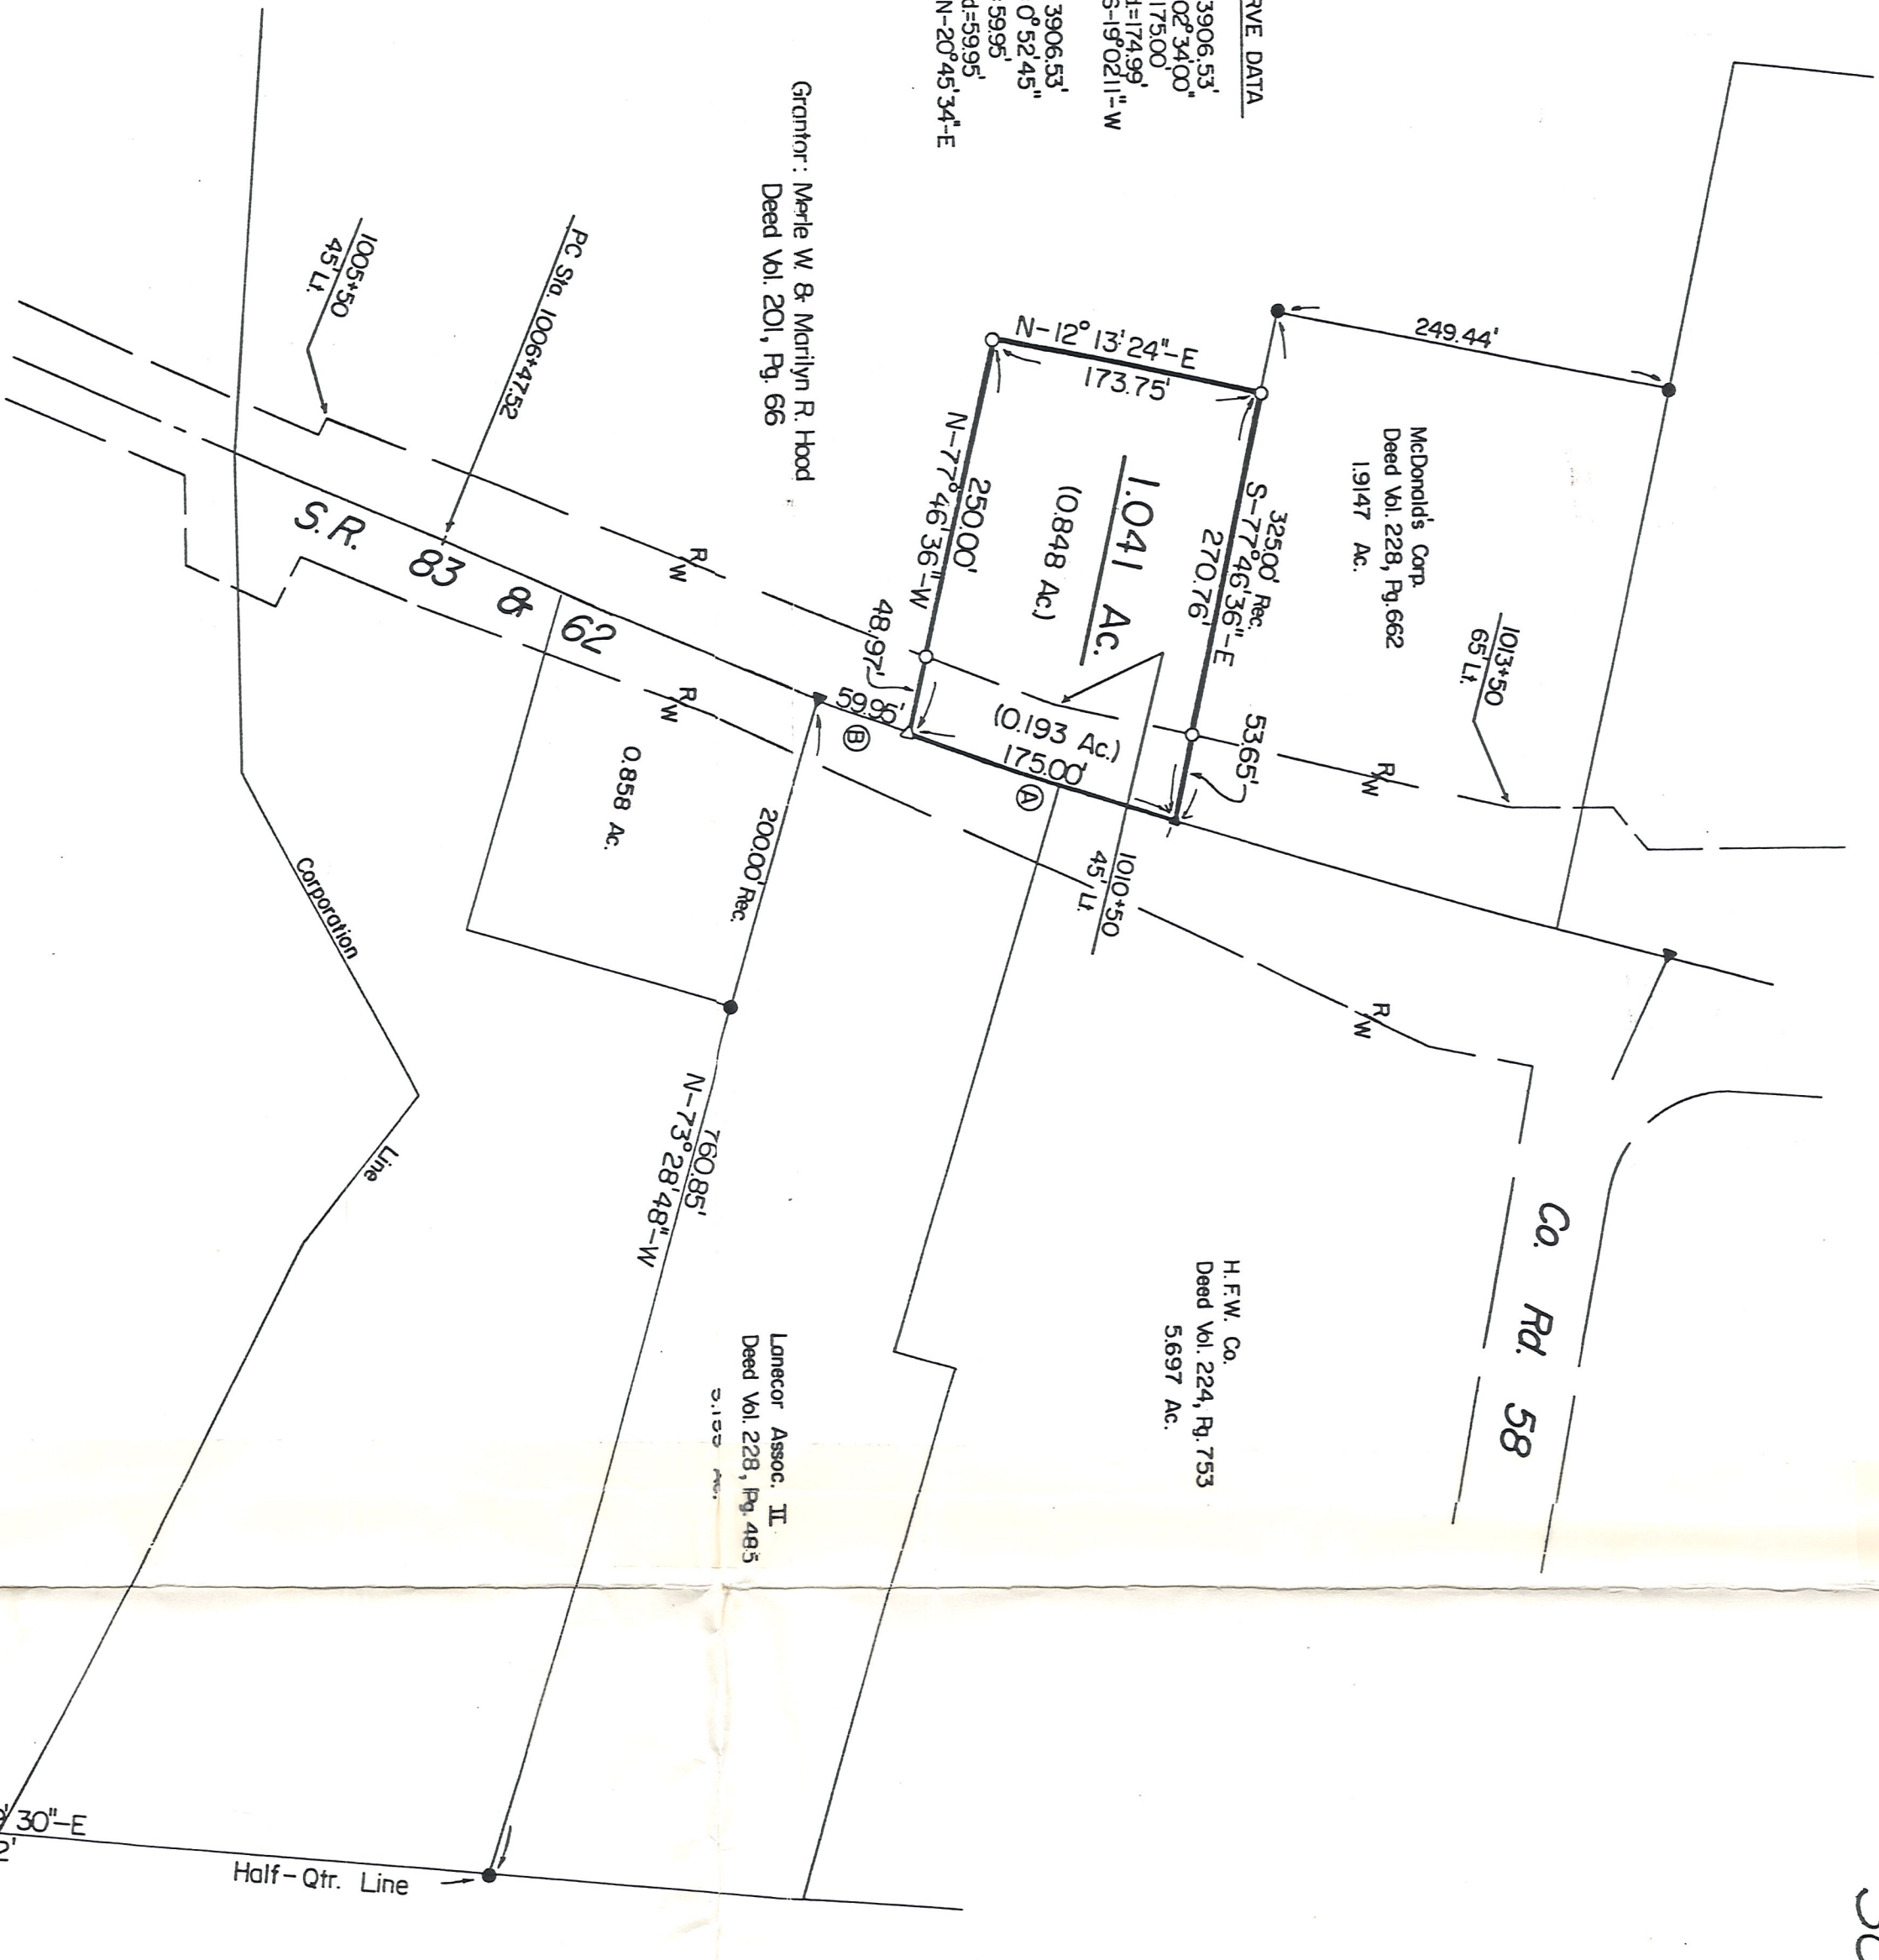 RVE DATA
3906.53'
02°34'00"
175.00'
d.=174.99'
S-19°02'11"-W
3906.53'
0°52'45"
59.95'
d.=59.95'
N-20°45'34"-E
249.44'
McDonald's Corp.
Deed Vol. 228, Pg. 662
1.9147 Ac.
1013+50
65' Lt.
325.00' Rec.
S-77°46'36"-E
270.76'
53.65'
N-12°13'24"-E
173.75'
1.041 Ac.
(0.848 Ac.)
(0.193 Ac.)
175.00'
A
1010+50
45' Lt.
250.00'
N-77°46'36"-W
48.97'
59.95'
B
Grantor: Merle W. & Marilyn R. Hood
Deed Vol. 201, Pg. 66
PC Sta. 1006+47.52
1005+50
45' Lt.
R/W
R/W
R/W
R/W
S.R. 83 & 62
0.858 Ac.
200.00' Rec.
760.85'
N-73°28'48"-W
Corporation Line
Co. Rd. 58
H.F.W. Co.
Deed Vol. 224, Pg. 753
5.697 Ac.
Lanecor Assoc. II
Deed Vol. 228, Pg. 485
Ac.
30"-E
2'
Half-Qtr. Line